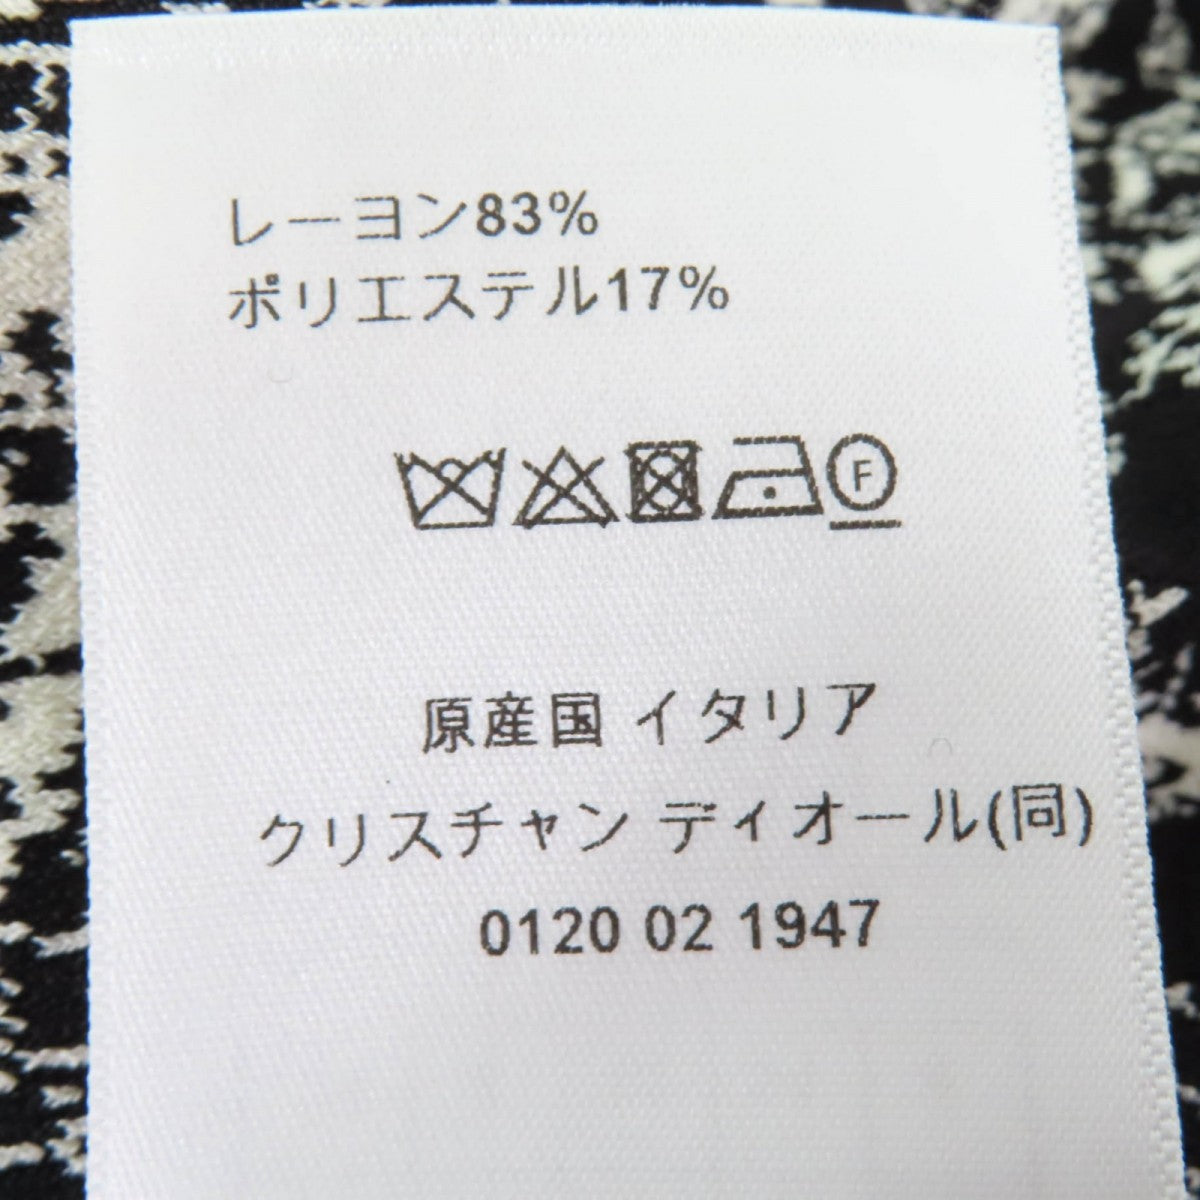 レーヨン83%
ポリエステル17%
F
原産国 イタリア
クリスチャン ディオール(同)
0120 02 1947